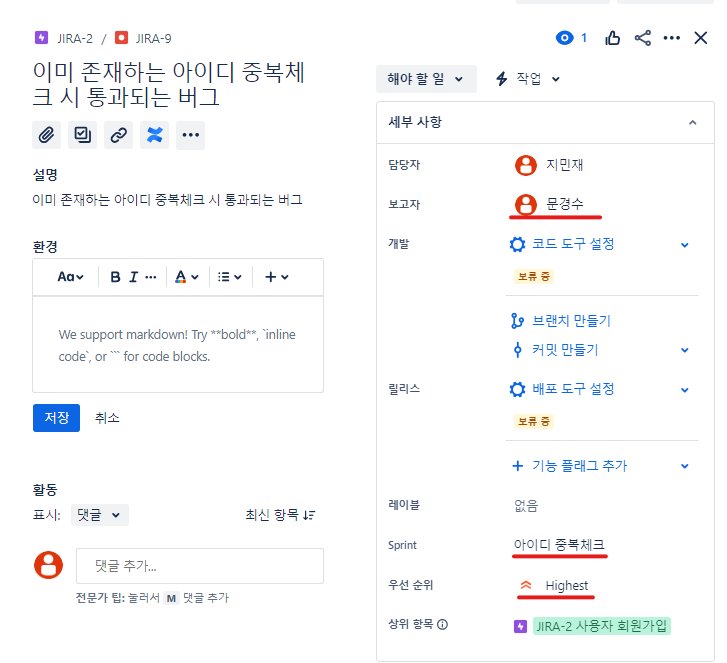 JIRA-2 / JIRA-9
이미 존재하는 아이디 중복체
크 시 통과되는 버그
설명
이미 존재하는 아이디 중복체크 시 통과되는 버그
환경
Aa B I ... A
We support markdown! Try **bold**, `inline
code`, or ``` for code blocks.
저장 취소
활동
표시: 댓글 최신 항목
댓글 추가...
전문가 팁: 눌러서 M 댓글 추가
1
해야 할 일 작업
세부 사항
담당자 지민재
보고자 문경수
개발 코드 도구 설정
보류 중
브랜치 만들기
커밋 만들기
릴리스 배포 도구 설정
보류 중
기능 플래그 추가
레이블 없음
Sprint 아이디 중복체크
우선 순위 Highest
상위 항목 JIRA-2 사용자 회원가입